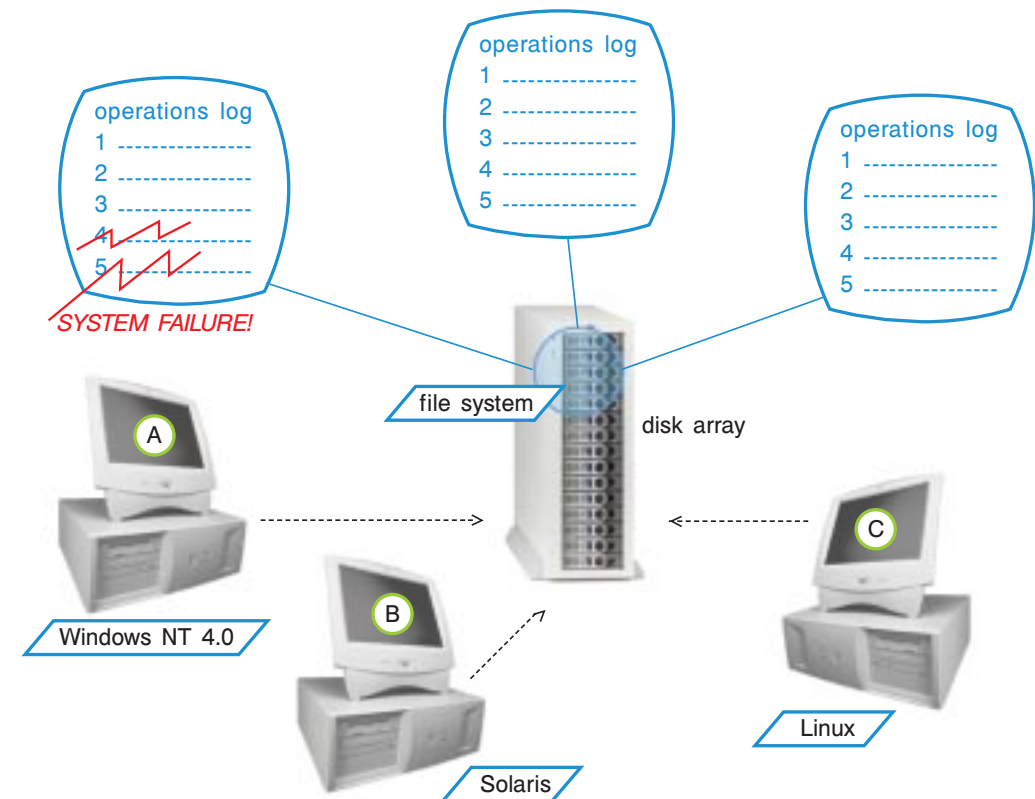 operations log
1
2
3
4
5
SYSTEM FAILURE!
operations log
1
2
3
4
5
operations log
1
2
3
4
5
file system
disk array
A
Windows NT 4.0
B
Solaris
C
Linux